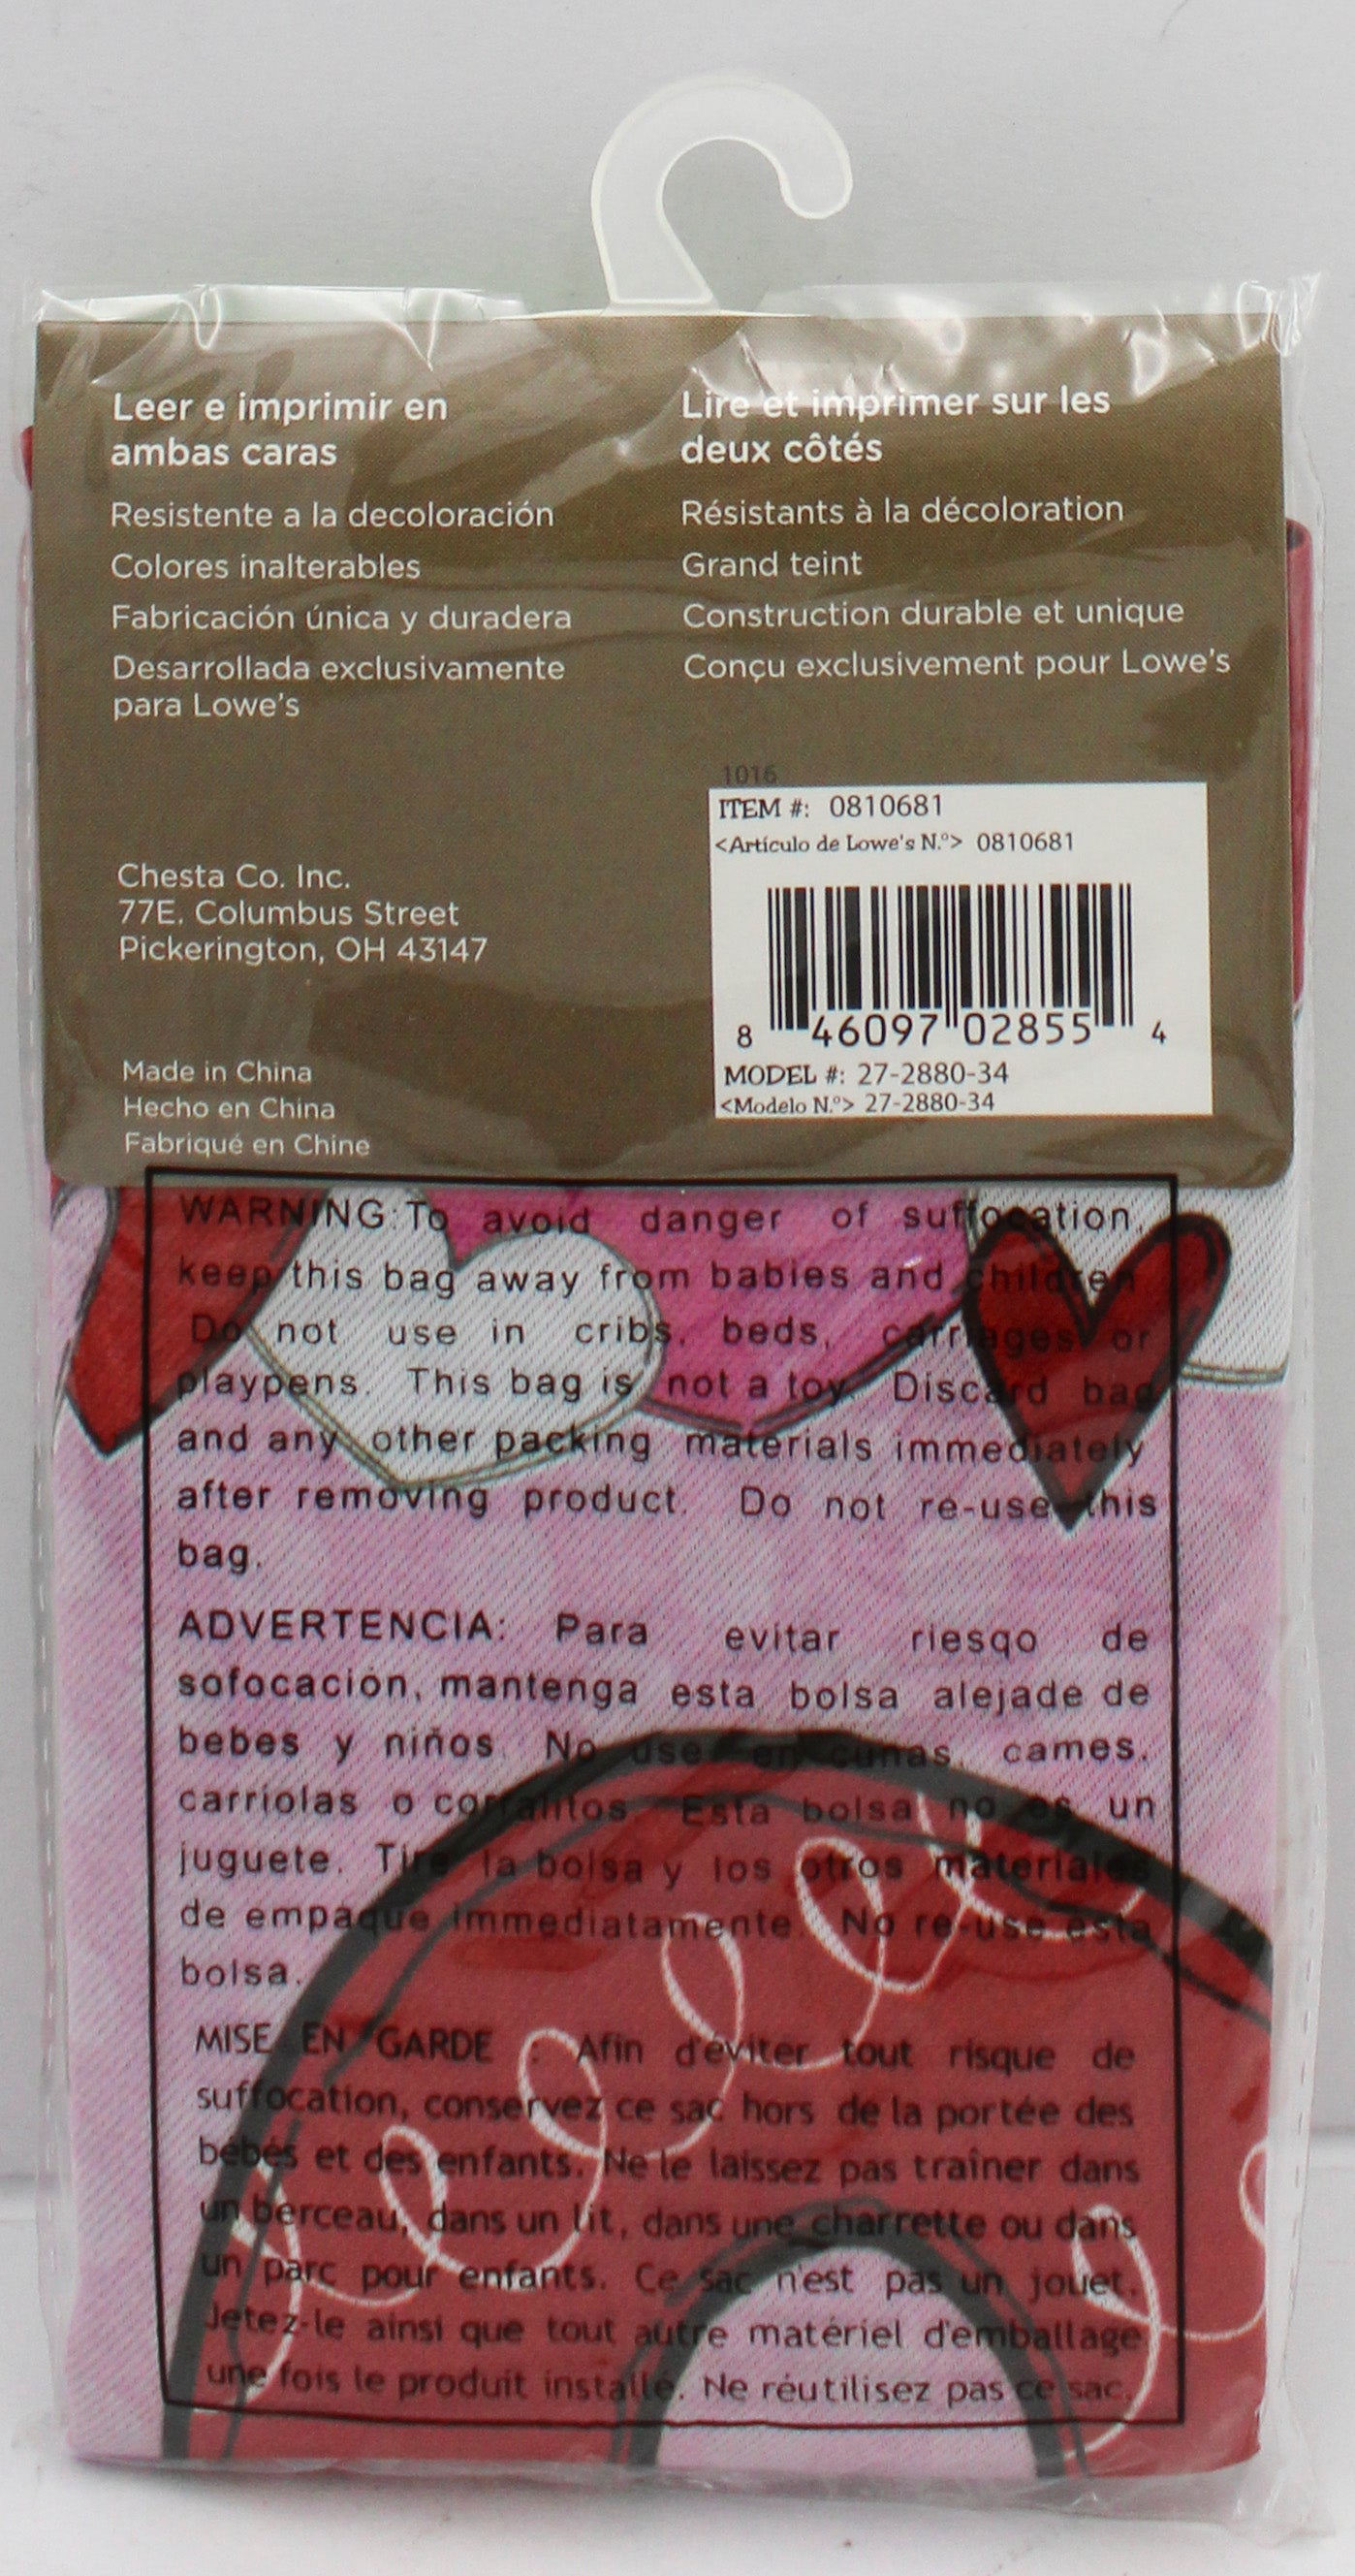 Leer e imprimir en
ambas caras
Resistente a la decoloración
Colores inalterables
Fabricación única y duradera
Desarrollada exclusivamente
para Lowe's
Lire et imprimer sur les
deux côtés
Résistants à la décoloration
Grand teint
Construction durable et unique
Conçu exclusivement pour Lowe's
Chesta Co. Inc.
77E. Columbus Street
Pickerington, OH 43147
Made in China
Hecho en China
Fabriqué en Chine
1016
ITEM #: 0810681
<Artículo de Lowe's N.º> 0810681
8 46097 02855 4
MODEL #: 27-2880-34
<Modelo N.º> 27-2880-34
WARNING: To avoid danger of suffocation,
keep this bag away from babies and children
Do not use in cribs, beds, carriages or
playpens. This bag is not a toy. Discard bag
and any other packing materials immediately
after removing product. Do not re-use this
bag.
ADVERTENCIA: Para evitar riesgo de
sofocación, mantenga esta bolsa alejade de
bebes y niños. No use en cunas, cames,
carriolas o corralitos. Esta bolsa no es un
juguete. Tire la bolsa y los otros materiales
de empaque immediatamente. No re-use esta
bolsa.
MISE EN GARDE : Afin d'éviter tout risque de
suffocation, conservez ce sac hors de la portée des
bébés et des enfants. Ne le laissez pas traîner dans
un berceau, dans un lit, dans une charrette ou dans
un parc pour enfants. Ce sac n'est pas un jouet.
Jetez-le ainsi que tout autre matériel d'emballage
une fois le produit installé. Ne réutilisez pas ce sac.